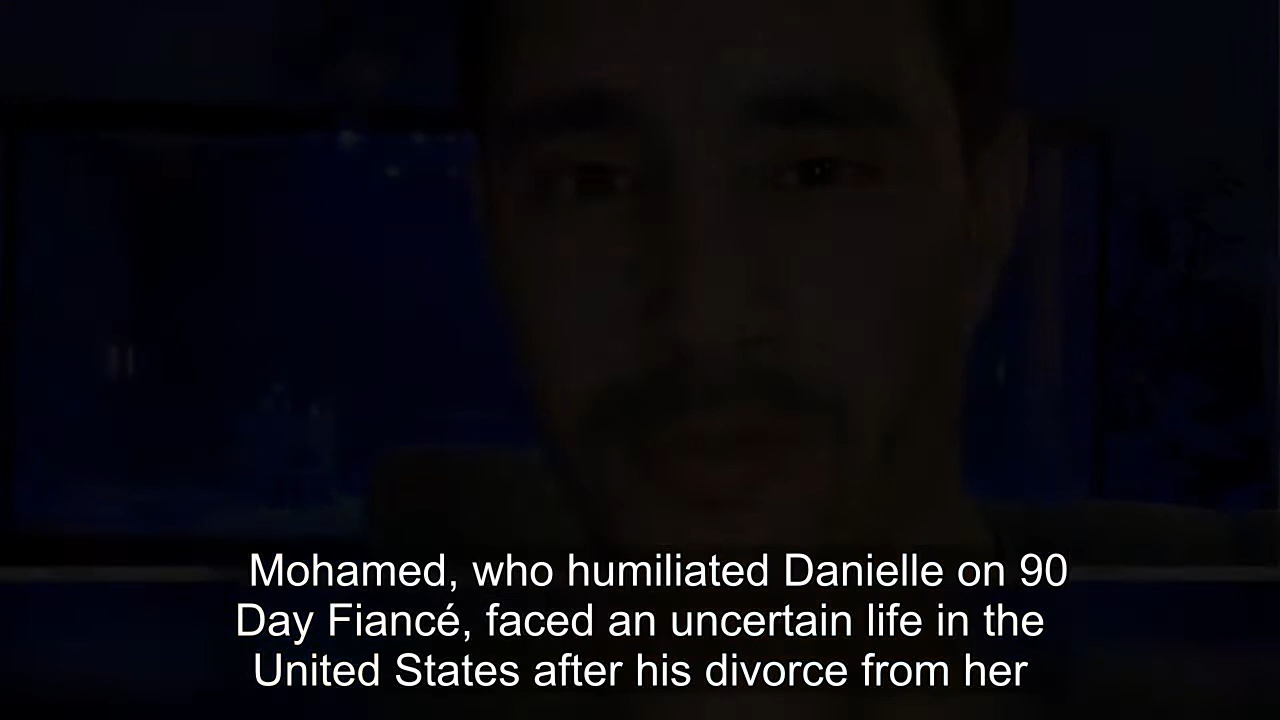 Mohamed, who humiliated Danielle on 90
Day Fiancé, faced an uncertain life in the
United States after his divorce from her